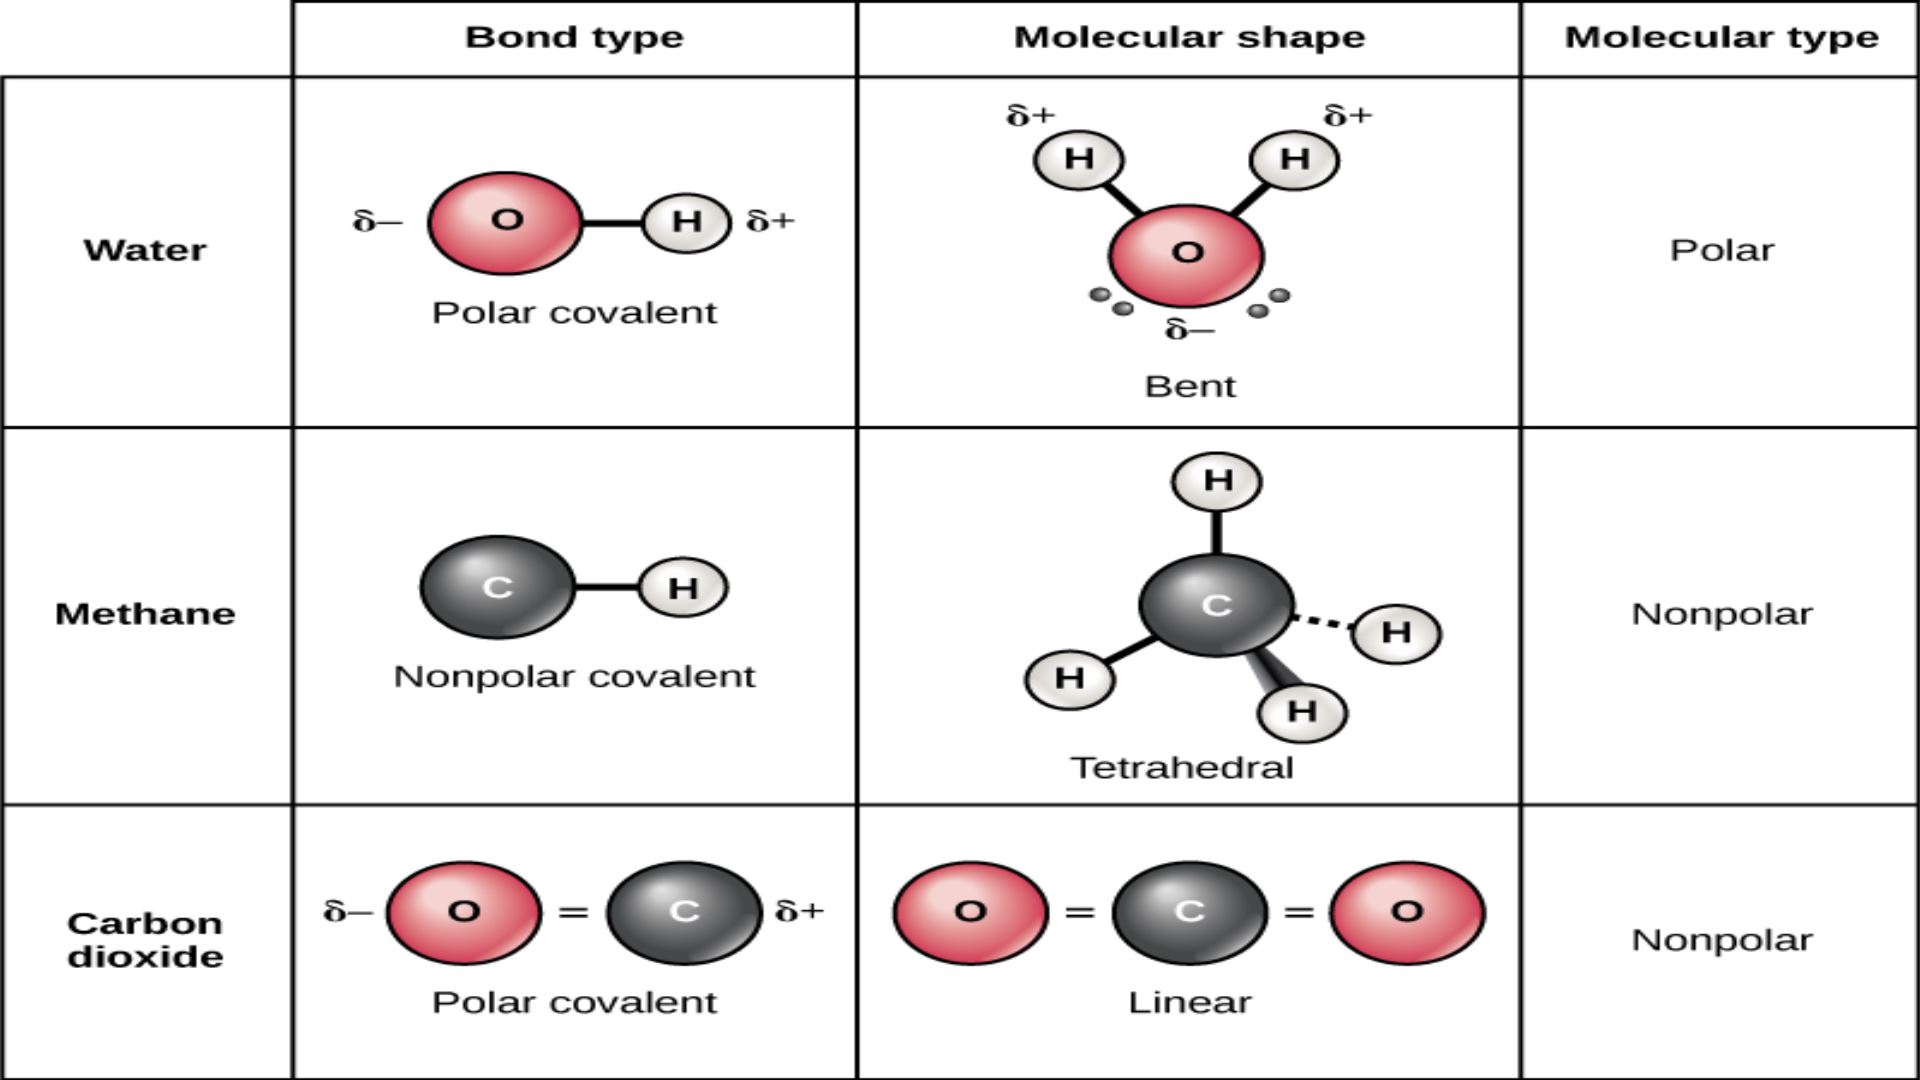 Bond type Molecular shape Molecular type
Water
δ– O H δ+
Polar covalent
δ+ δ+
H H
O
δ–
Bent
Polar
Methane
C H
Nonpolar covalent
H
C
H
H
H
Tetrahedral
Nonpolar
Carbon
dioxide
δ– O = C δ+
Polar covalent
O = C = O
Linear
Nonpolar